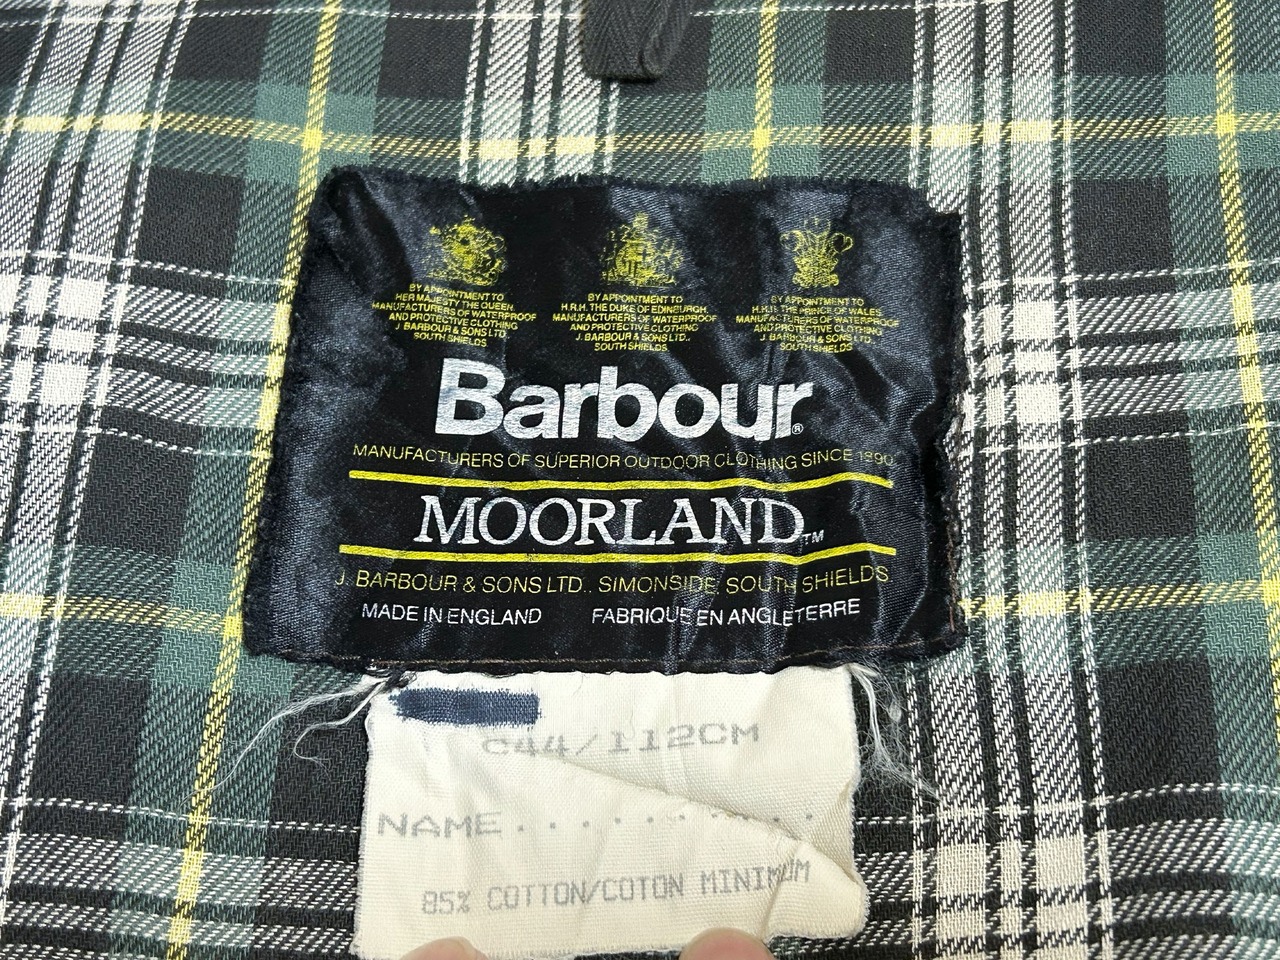 BY APPOINTMENT TO
HER MAJESTY THE QUEEN
MANUFACTURERS OF WATERPROOF
AND PROTECTIVE CLOTHING
J. BARBOUR & SONS LTD.,
SOUTH SHIELDS
BY APPOINTMENT TO
H.R.H. THE DUKE OF EDINBURGH
MANUFACTURERS OF WATERPROOF
AND PROTECTIVE CLOTHING
J. BARBOUR & SONS LTD.,
SOUTH SHIELDS.
BY APPOINTMENT TO
H.R.H. THE PRINCE OF WALES
MANUFACTURERS OF WATERPROOF
AND PROTECTIVE CLOTHING
J. BARBOUR & SONS LTD.,
SOUTH SHIELDS
Barbour®
MANUFACTURERS OF SUPERIOR OUTDOOR CLOTHING SINCE 1890
MOORLAND™
J. BARBOUR & SONS LTD., SIMONSIDE, SOUTH SHIELDS
MADE IN ENGLAND FABRIQUE EN ANGLETERRE
C44/112CM
NAME..........
85% COTTON/COTON MINIMUM